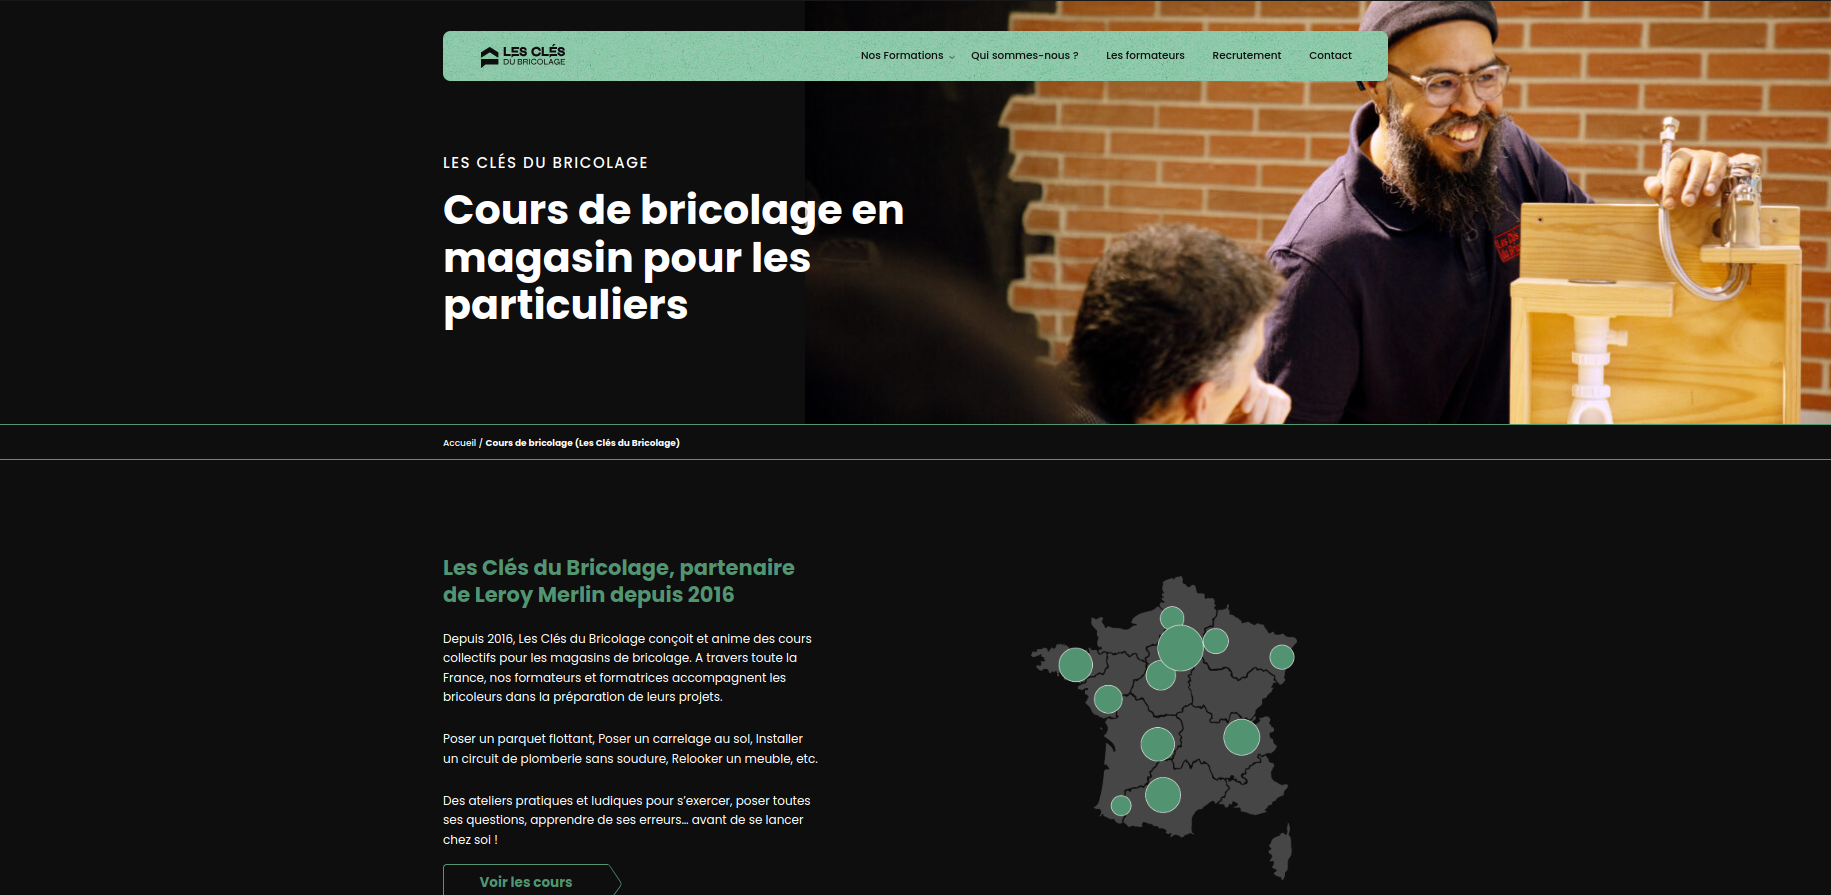 LES CLÉS
DU BRICOLAGE
Nos Formations
Qui sommes-nous ?
Les formateurs
Recrutement
Contact
LES CLÉS DU BRICOLAGE
Cours de bricolage en
magasin pour les
particuliers
Accueil / Cours de bricolage (Les Clés du Bricolage)
Les Clés du Bricolage, partenaire
de Leroy Merlin depuis 2016
Depuis 2016, Les Clés du Bricolage conçoit et anime des cours
collectifs pour les magasins de bricolage. A travers toute la
France, nos formateurs et formatrices accompagnent les
bricoleurs dans la préparation de leurs projets.
Poser un parquet flottant, Poser un carrelage au sol, Installer
un circuit de plomberie sans soudure, Relooker un meuble, etc.
Des ateliers pratiques et ludiques pour s’exercer, poser toutes
ses questions, apprendre de ses erreurs… avant de se lancer
chez soi !
Voir les cours